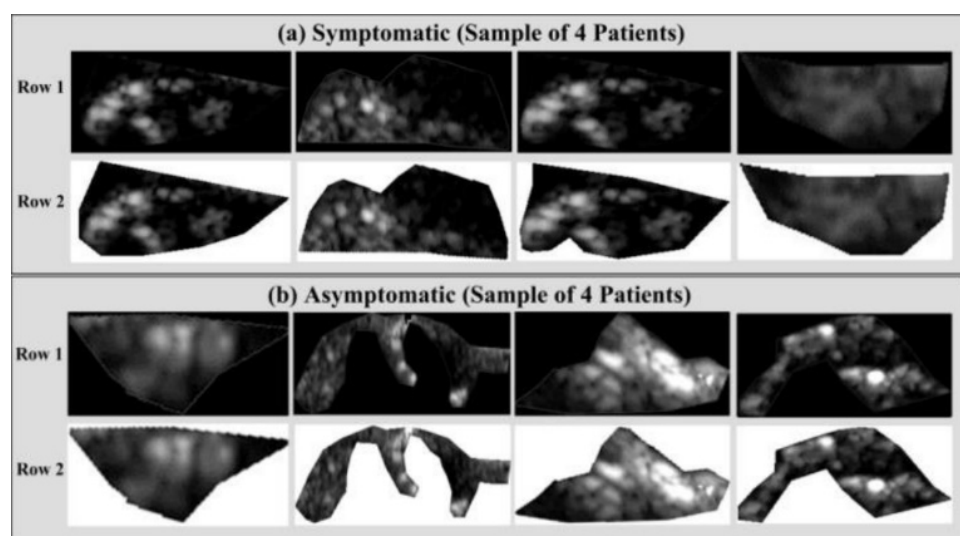 (a) Symptomatic (Sample of 4 Patients)
Row 1
Row 2
(b) Asymptomatic (Sample of 4 Patients)
Row 1
Row 2